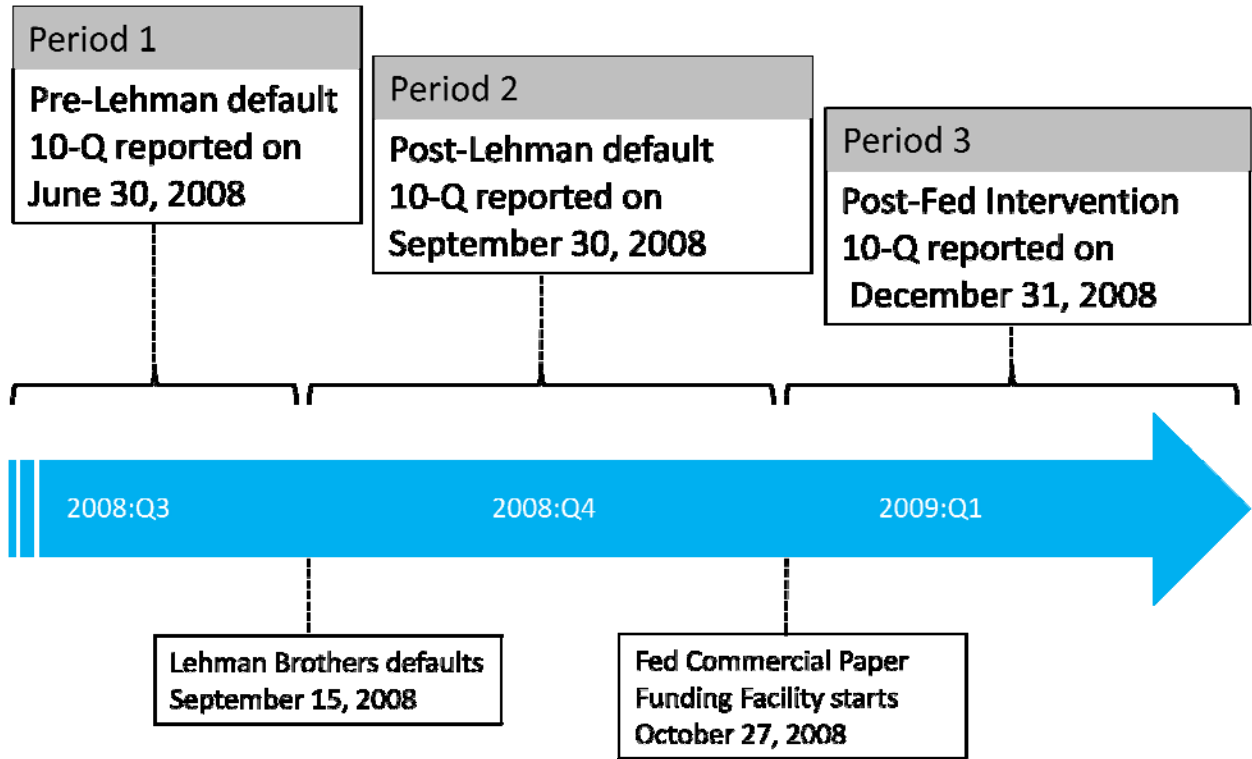 Period 1
Pre-Lehman default
10-Q reported on
June 30, 2008
Period 2
Post-Lehman default
10-Q reported on
September 30, 2008
Period 3
Post-Fed Intervention
10-Q reported on
December 31, 2008
2008:Q3
2008:Q4
2009:Q1
Lehman Brothers defaults
September 15, 2008
Fed Commercial Paper
Funding Facility starts
October 27, 2008